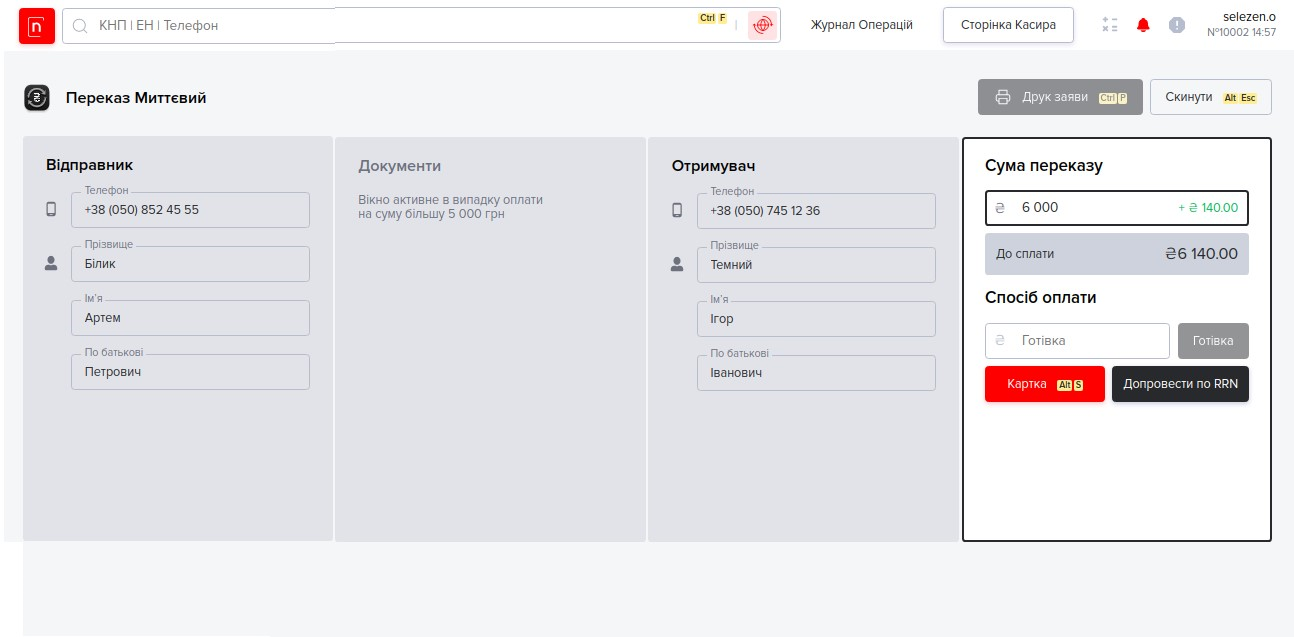 n
КНП | ЕН | Телефон
Ctrl F
Журнал Операцій
Сторінка Касира
selezen.o
№10002 14:57
Переказ Миттєвий
Друк заяви Ctrl P
Скинути Alt Esc
Відправник
Телефон
+38 (050) 852 45 55
Прізвище
Білик
Ім'я
Артем
По батькові
Петрович
Документи
Вікно активне в випадку оплати
на суму більшу 5 000 грн
Отримувач
Телефон
+38 (050) 745 12 36
Прізвище
Темний
Ім'я
Ігор
По батькові
Іванович
Сума переказу
₴ 6 000 + ₴ 140.00
До сплати ₴6 140.00
Спосіб оплати
₴ Готівка
Готівка
Картка Alt S
Допровести по RRN